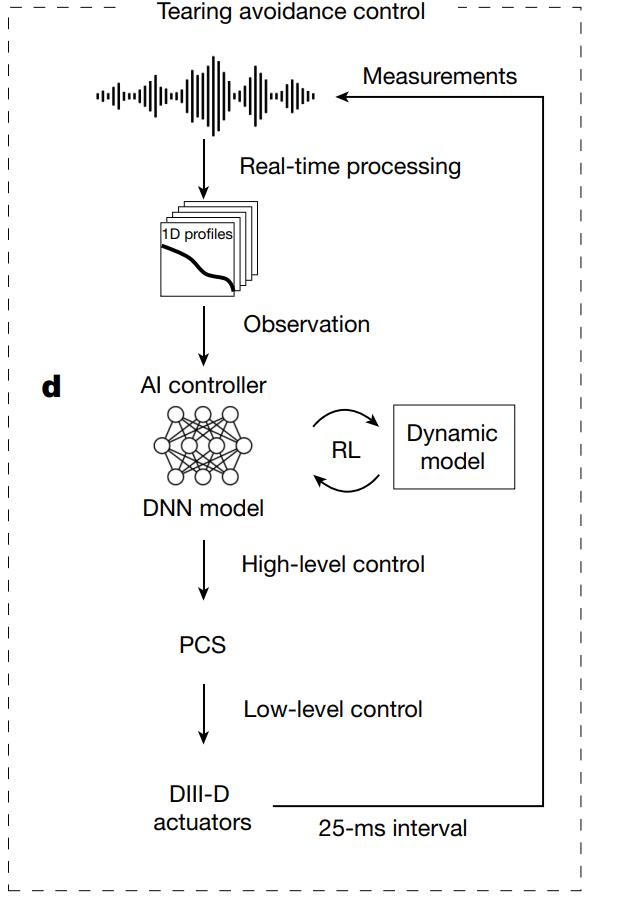 Tearing avoidance control
Measurements
Real-time processing
1D profiles
Observation
d
AI controller
RL
Dynamic
model
DNN model
High-level control
PCS
Low-level control
DIII-D
actuators
25-ms interval